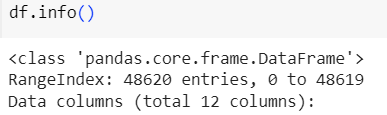 df.info()
<class 'pandas.core.frame.DataFrame'>
RangeIndex: 48620 entries, 0 to 48619
Data columns (total 12 columns):